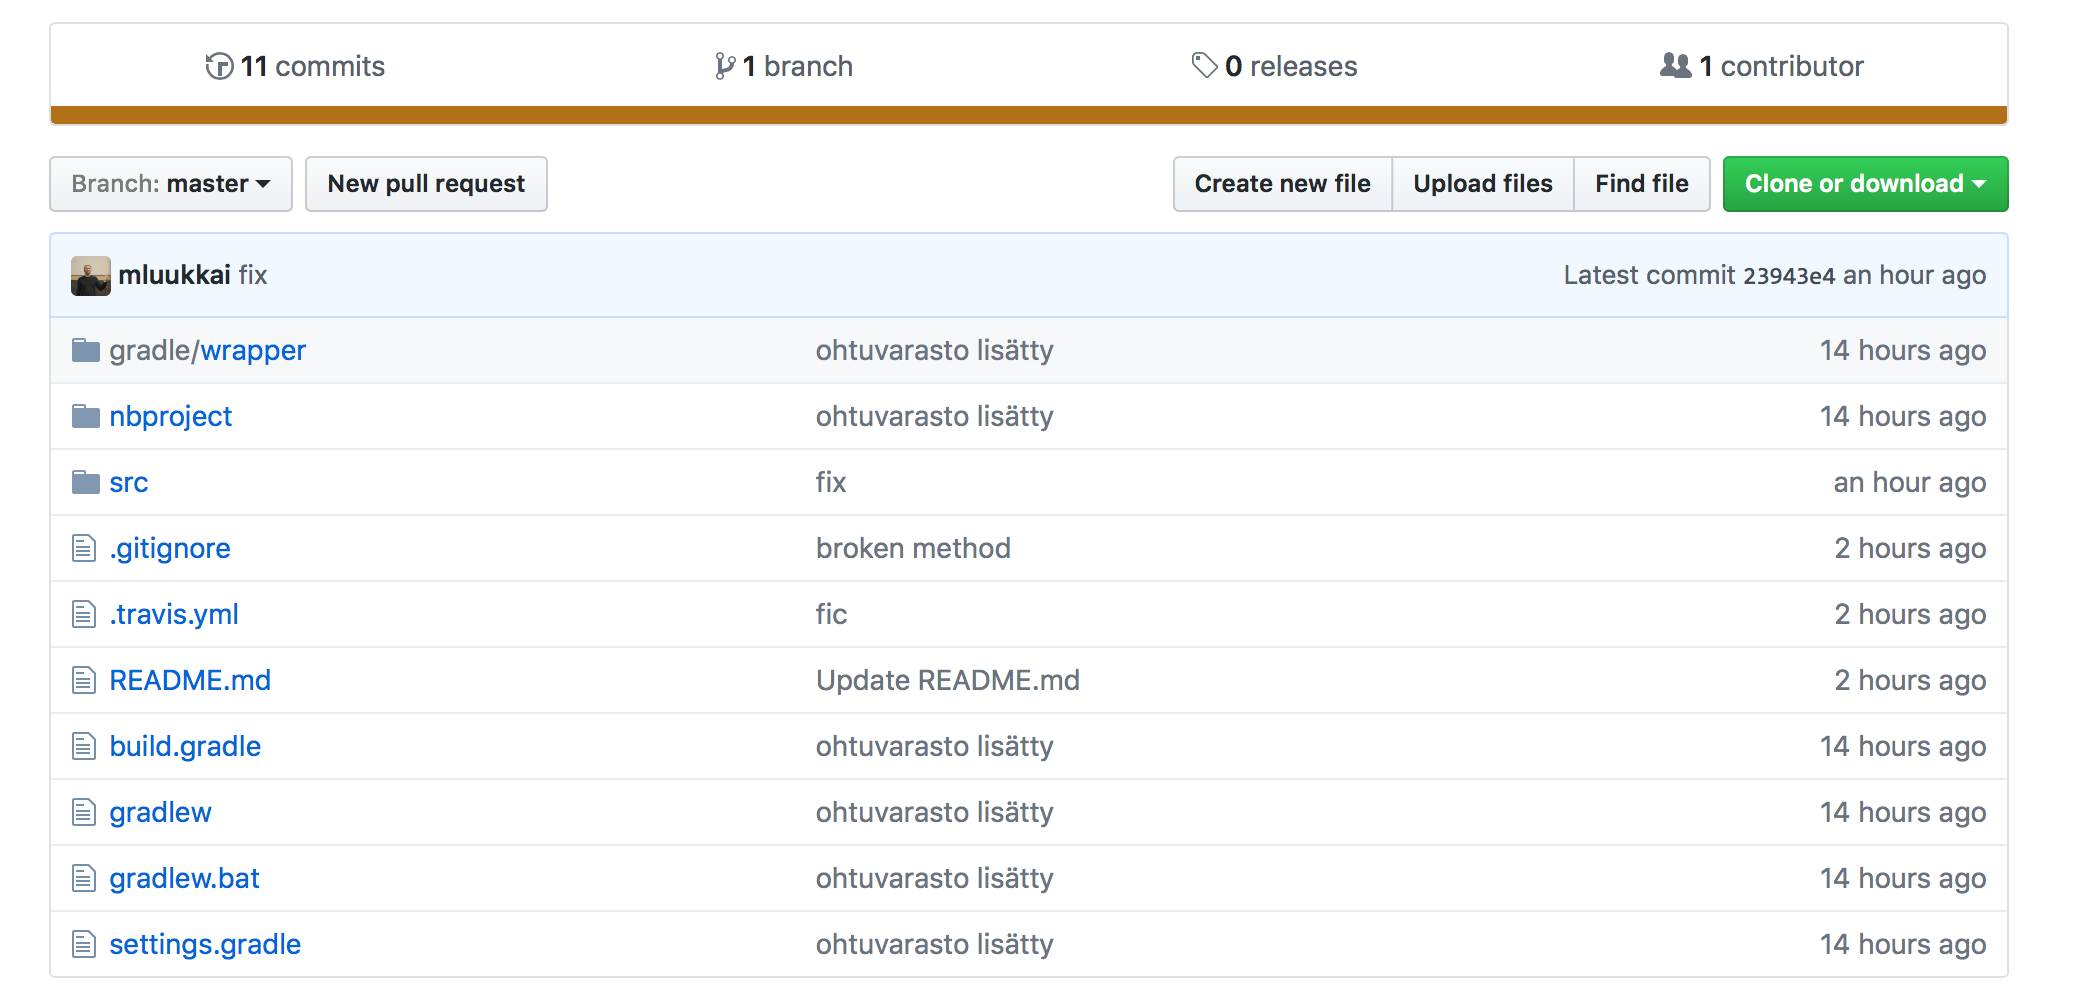 11 commits 1 branch 0 releases 1 contributor
Branch: master New pull request Create new file Upload files Find file Clone or download
mluukkai fix Latest commit 23943e4 an hour ago
gradle/wrapper ohtuvarasto lisätty 14 hours ago
nbproject ohtuvarasto lisätty 14 hours ago
src fix an hour ago
.gitignore broken method 2 hours ago
.travis.yml fic 2 hours ago
README.md Update README.md 2 hours ago
build.gradle ohtuvarasto lisätty 14 hours ago
gradlew ohtuvarasto lisätty 14 hours ago
gradlew.bat ohtuvarasto lisätty 14 hours ago
settings.gradle ohtuvarasto lisätty 14 hours ago